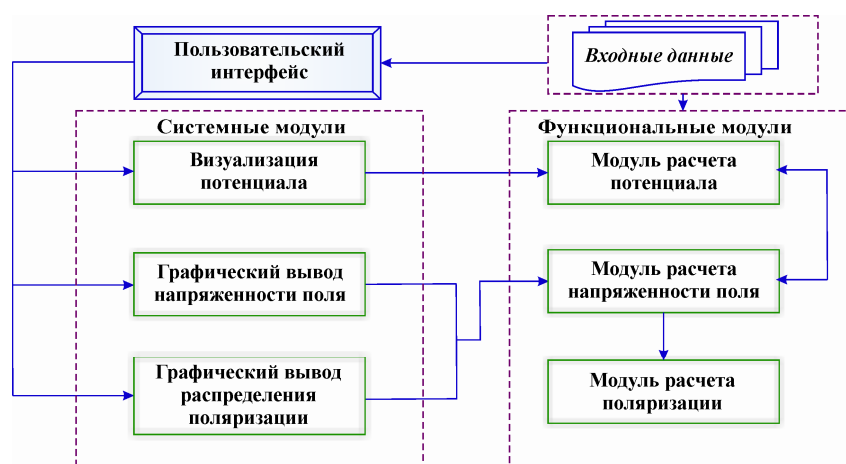 Пользовательский
интерфейс
Входные данные
Системные модули
Функциональные модули
Визуализация
потенциала
Модуль расчета
потенциала
Графический вывод
напряженности поля
Модуль расчета
напряженности поля
Графический вывод
распределения
поляризации
Модуль расчета
поляризации